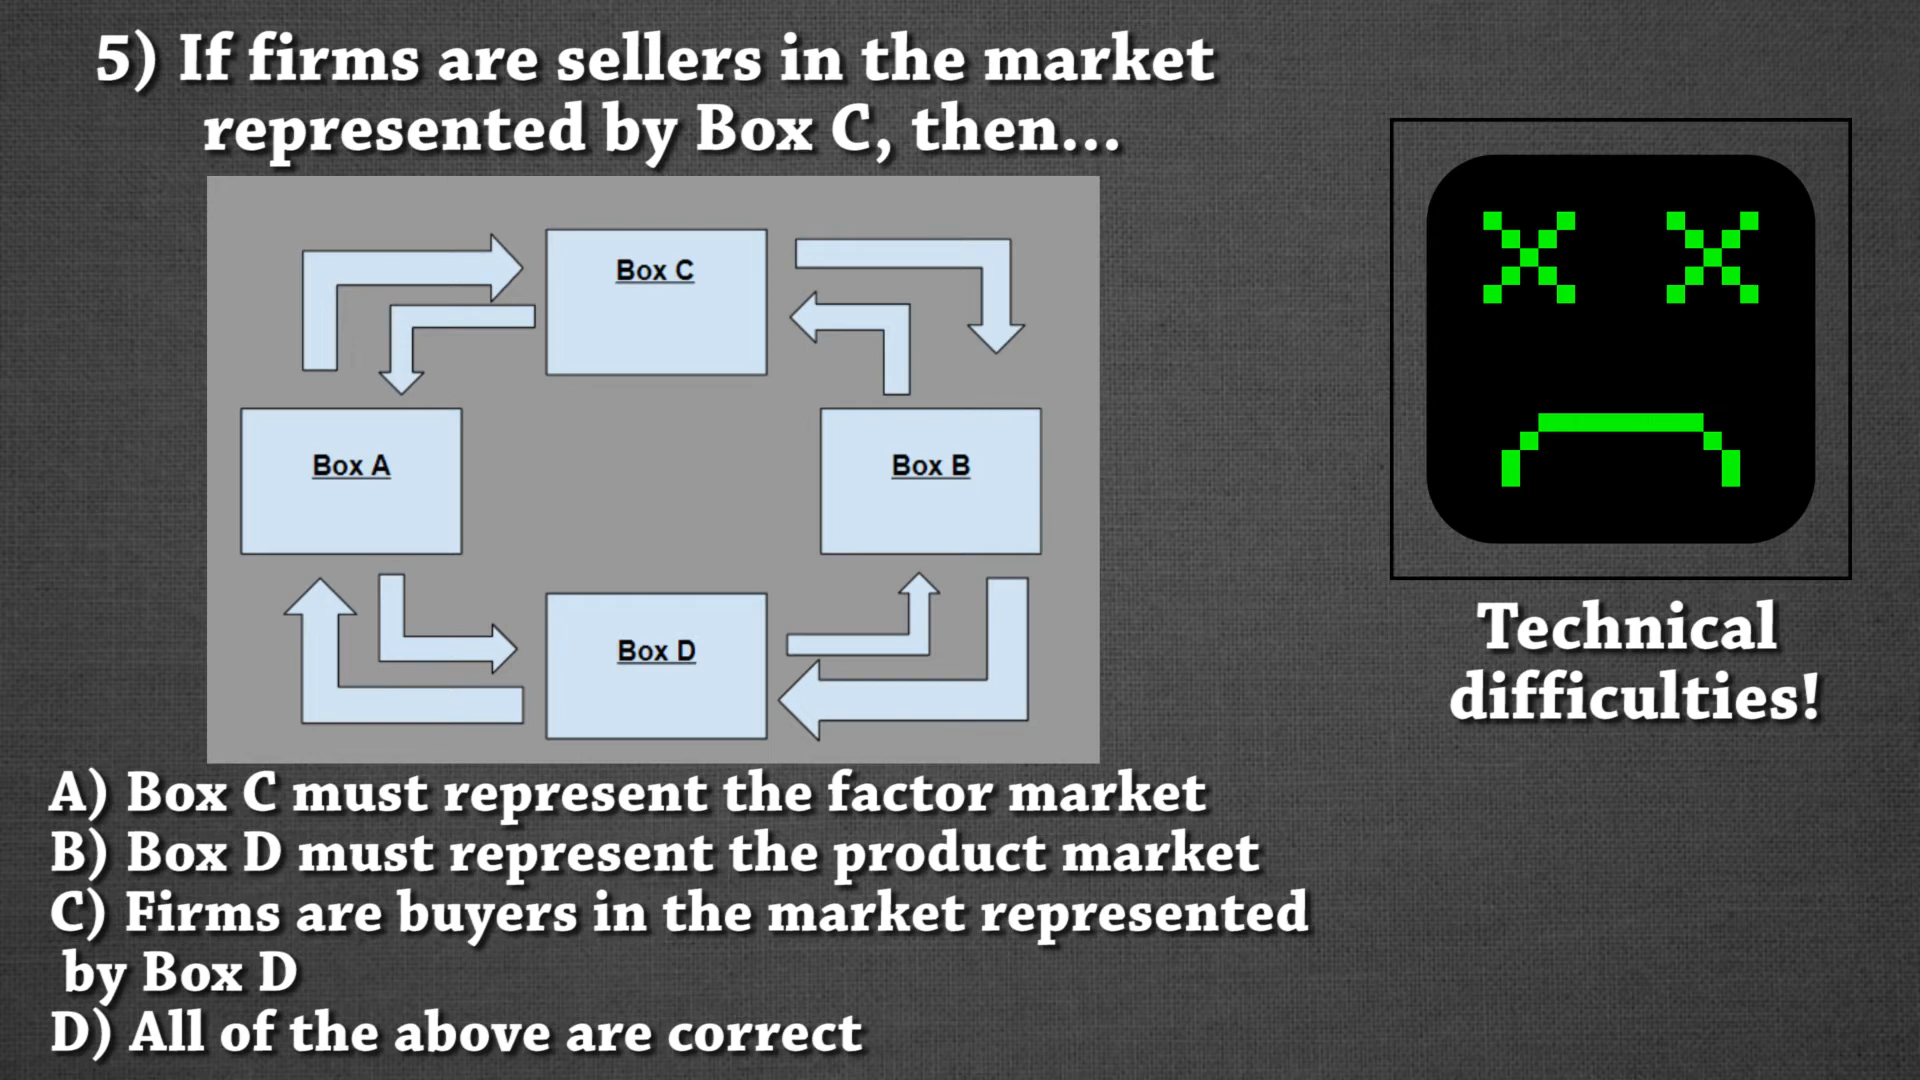 5) If firms are sellers in the market
represented by Box C, then...
Box C
Box A
Box B
Box D
Technical
difficulties!
A) Box C must represent the factor market
B) Box D must represent the product market
C) Firms are buyers in the market represented
by Box D
D) All of the above are correct